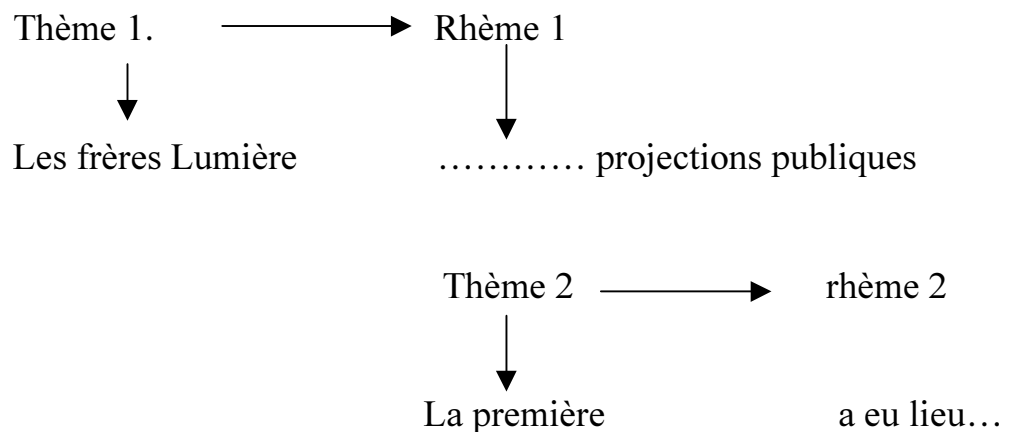 Thème 1. Rhème 1
Les frères Lumière ………… projections publiques
Thème 2 rhème 2
La première a eu lieu…